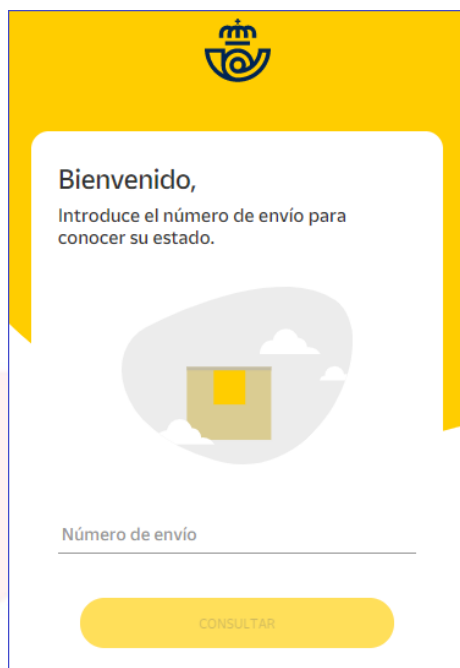 Bienvenido,
Introduce el número de envío para
conocer su estado.
Número de envío
CONSULTAR